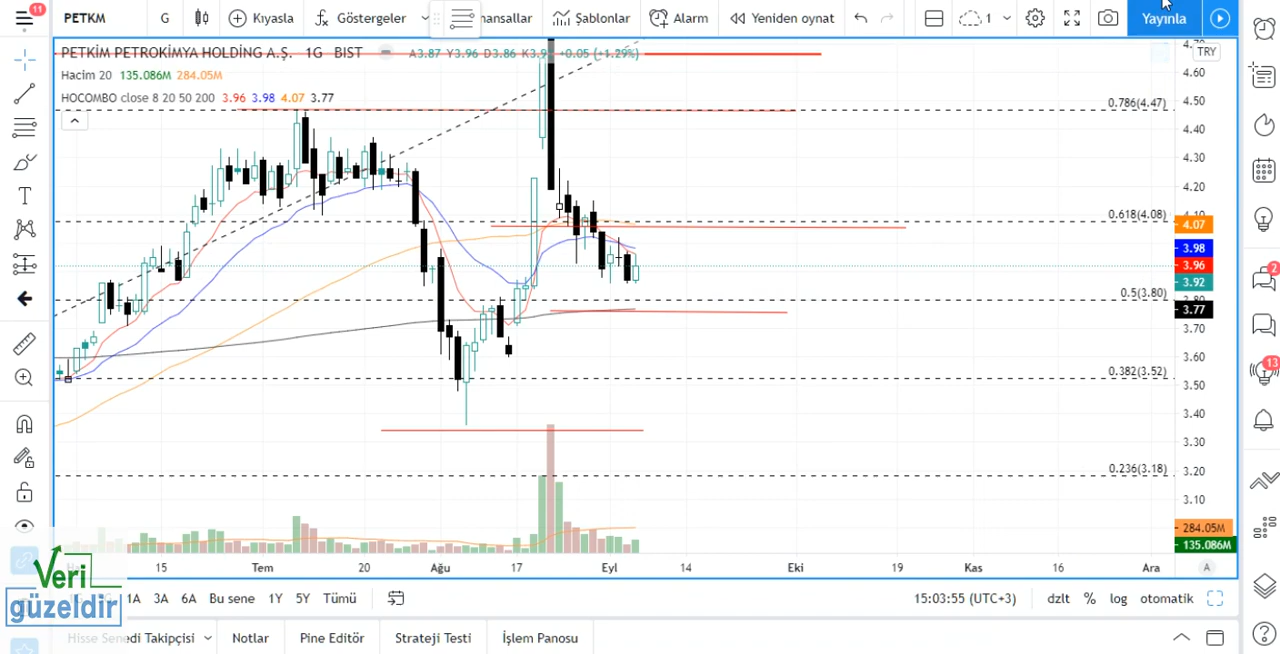 11
PETKM
G
Kıyasla
Göstergeler
nansallar
Şablonlar
Alarm
Yeniden oynat
1
Yayınla
PETKİM PETROKİMYA HOLDİNG A.Ş. 1G BIST
A3.87 Y3.96 D3.86 +0.05 (+1.29%)
TRY
Hacim 20 135.086M 284.05M
HOCOMBO close 8 20 50 200 3.96 3.98 4.07 3.77
4.60
4.50
4.40
4.30
4.20
3.70
3.60
3.50
3.40
3.30
3.20
3.10
0.786(4.47)
0.618(4.08)
0.5(3.80)
0.382(3.52)
0.236(3.18)
4.07
3.98
3.96
3.92
3.77
284.05M
135.086M
2
13
15
Tem
20
Ağu
17
Eyl
14
Eki
19
Kas
16
Ara
A
Veri
güzeldir
1A
3A
6A
Bu sene
1Y
5Y
Tümü
15:03:55 (UTC+3)
dzlt
%
log
otomatik
Hisse Senedi Takipçisi
Notlar
Pine Editör
Strateji Testi
İşlem Panosu